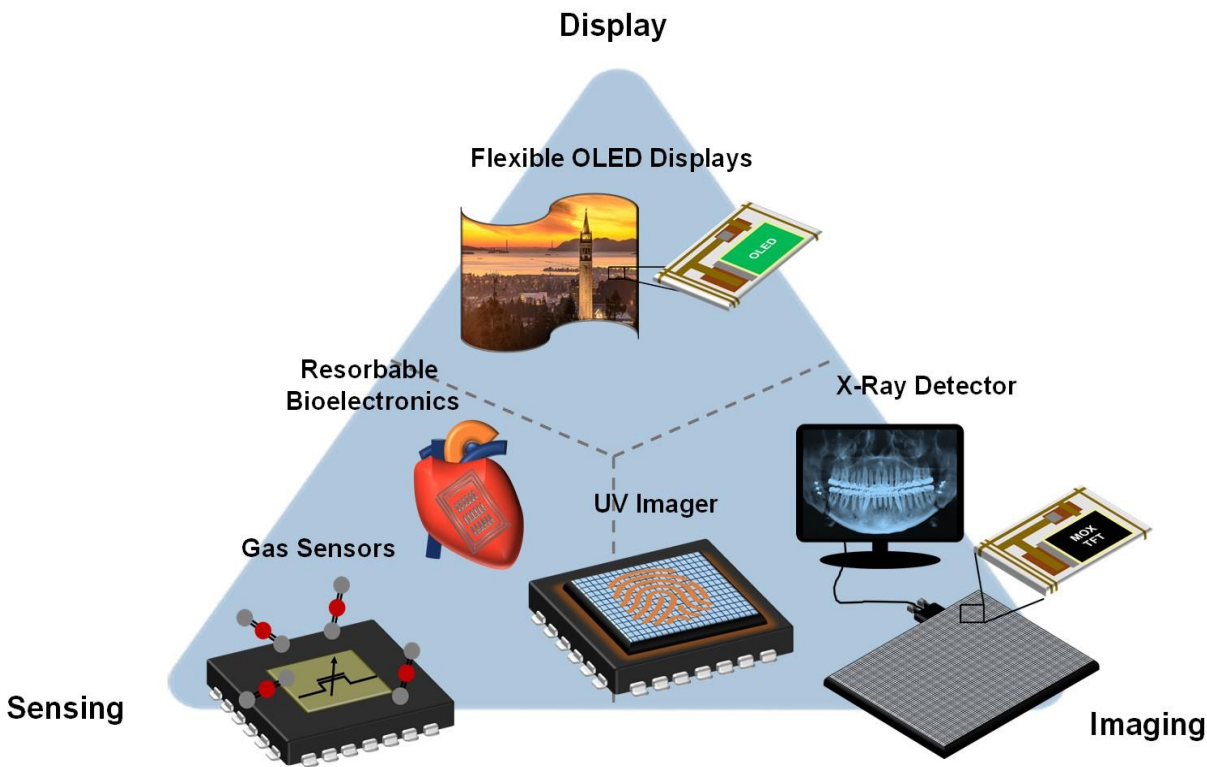 Display
Flexible OLED Displays
OLED
Resorbable
Bioelectronics
X-Ray Detector
UV Imager
MOX
TFT
Gas Sensors
Sensing
Imaging